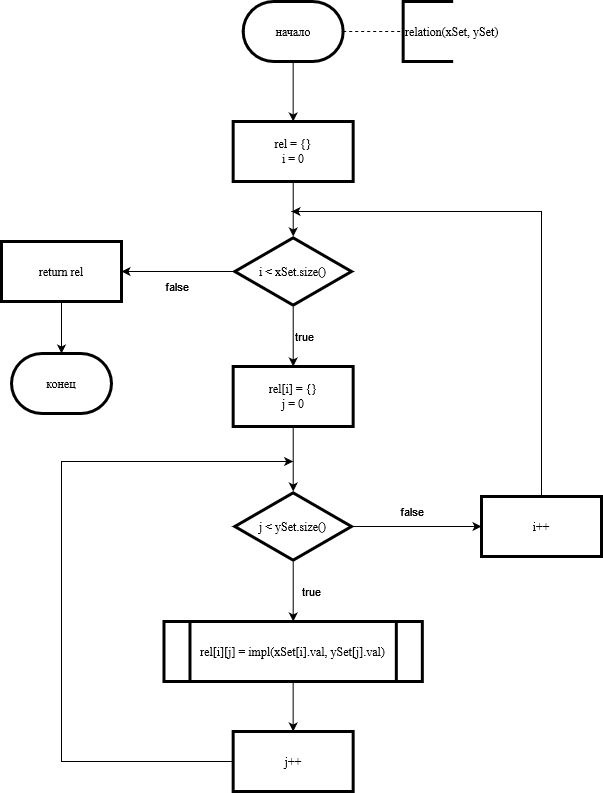 начало
relation(xSet, ySet)
rel = {}
i = 0
i < xSet.size()
false
return rel
конец
true
rel[i] = {}
j = 0
j < ySet.size()
false
i++
true
rel[i][j] = impl(xSet[i].val, ySet[j].val)
j++